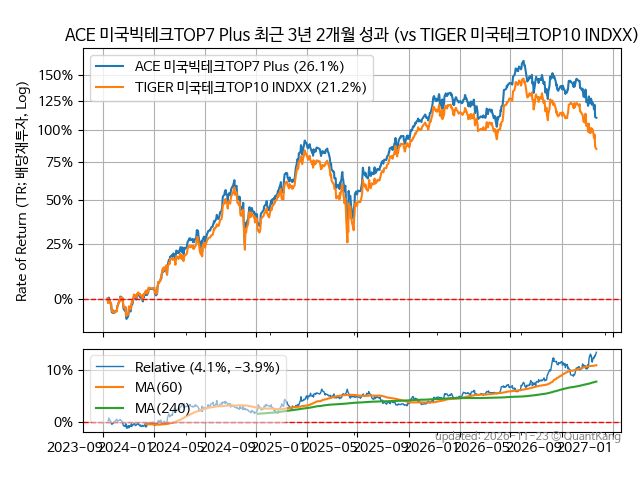 ACE 미국빅테크TOP7 Plus 최근 3년 2개월 성과 (vs TIGER 미국테크TOP10 INDXX)
Rate of Return (TR: 배당재투자, Log)
150%
125%
100%
75%
50%
25%
0%
ACE 미국빅테크TOP7 Plus (26.1%)
TIGER 미국테크TOP10 INDXX (21.2%)
10%
0%
Relative (4.1%, −3.9%)
MA(60)
MA(240)
updated: 2026-11-23 © QuantKang
2023-09 2024-01 2024-05 2024-09 2025-01 2025-05 2025-09 2026-01 2026-05 2026-09 2027-01